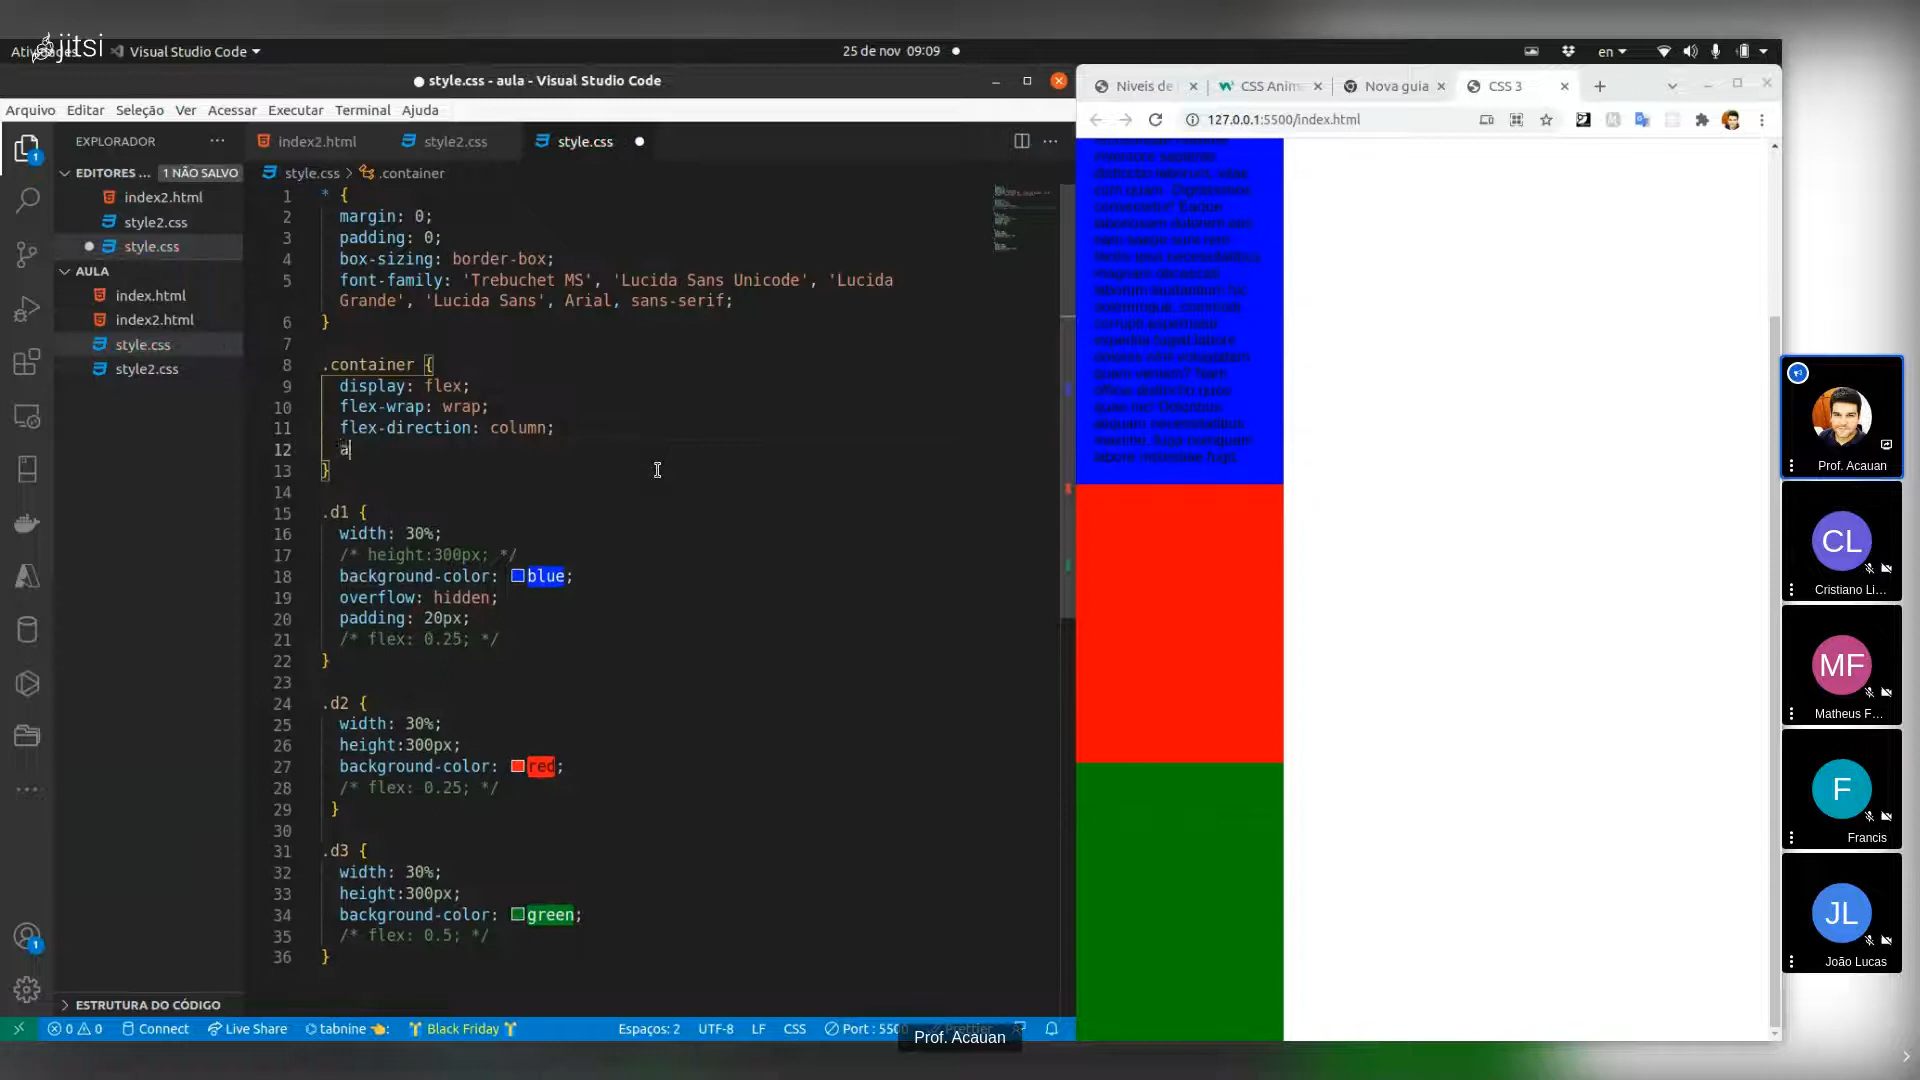 jitsi
Visual Studio Code
25 de nov 09:09
en
style.css - aula - Visual Studio Code
Arquivo Editar Seleção Ver Acessar Executar Terminal Ajuda
EXPLORADOR
index2.html
style2.css
style.css
EDITORES ... 1 NÃO SALVO
index2.html
style2.css
style.css
AULA
index.html
index2.html
style.css
style2.css
ESTRUTURA DO CÓDIGO
style.css > .container
1 * {
2 margin: 0;
3 padding: 0;
4 box-sizing: border-box;
5 font-family: 'Trebuchet MS', 'Lucida Sans Unicode', 'Lucida
Grande', 'Lucida Sans', Arial, sans-serif;
6 }
7
8 .container {
9 display: flex;
10 flex-wrap: wrap;
11 flex-direction: column;
12 a
13 }
14
15 .d1 {
16 width: 30%;
17 /* height:300px; */
18 background-color: blue;
19 overflow: hidden;
20 padding: 20px;
21 /* flex: 0.25; */
22 }
23
24 .d2 {
25 width: 30%;
26 height:300px;
27 background-color: red;
28 /* flex: 0.25; */
29 }
30
31 .d3 {
32 width: 30%;
33 height:300px;
34 background-color: green;
35 /* flex: 0.5; */
36 }
0 0 Connect Live Share tabnine Black Friday Espaços: 2 UTF-8 LF CSS Port : 5500 Prettier
Niveis de
CSS Anim
Nova guia
CSS 3
127.0.0.1:5500/index.html
Prof. Acauan
CL
Cristiano Li...
MF
Matheus F...
F
Francis
JL
João Lucas
Prof. Acauan